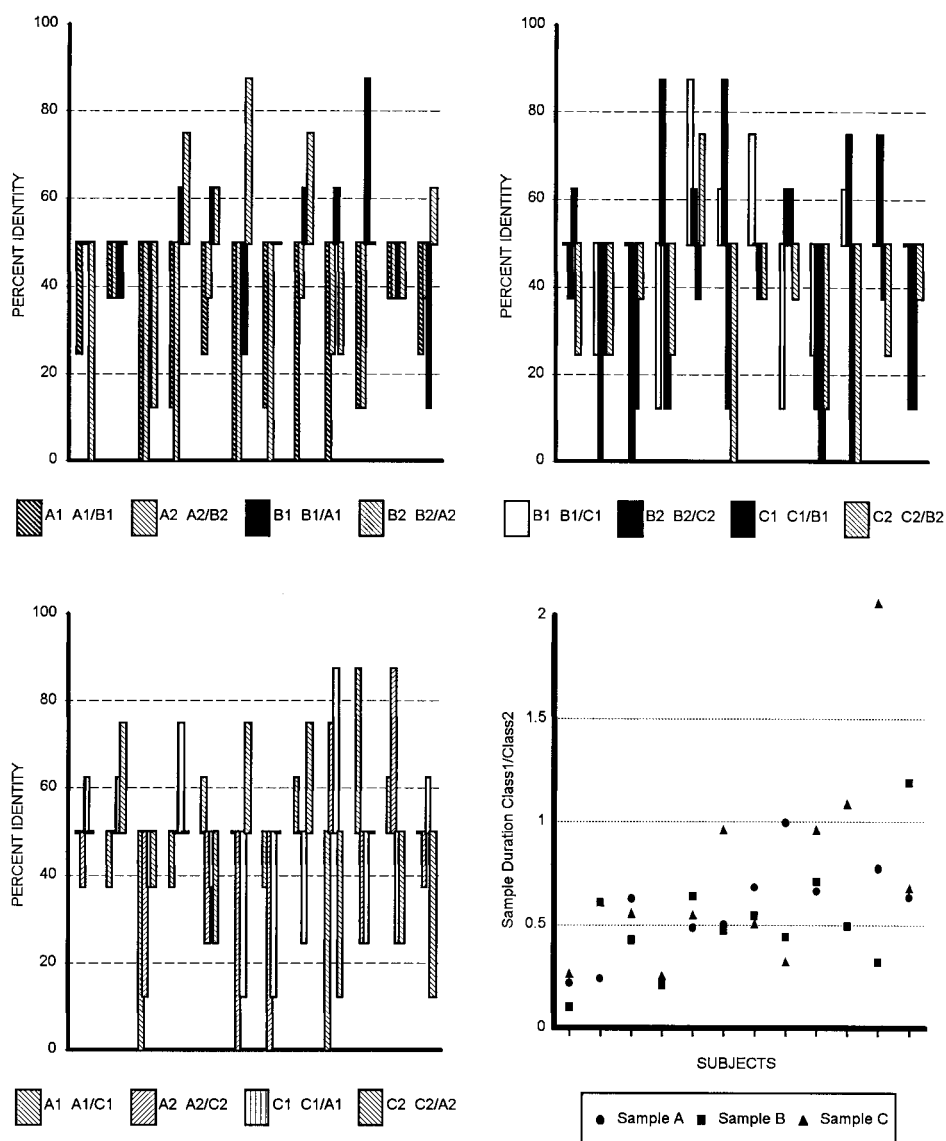 100
80
60
40
20
0
PERCENT IDENTITY
A1 A1/B1 A2 A2/B2 B1 B1/A1 B2 B2/A2
100
80
60
40
20
0
PERCENT IDENTITY
B1 B1/C1 B2 B2/C2 C1 C1/B1 C2 C2/B2
100
80
60
40
20
0
PERCENT IDENTITY
A1 A1/C1 A2 A2/C2 C1 C1/A1 C2 C2/A2
2
1.5
1
0.5
0
Sample Duration Class1/Class2
SUBJECTS
Sample A Sample B Sample C